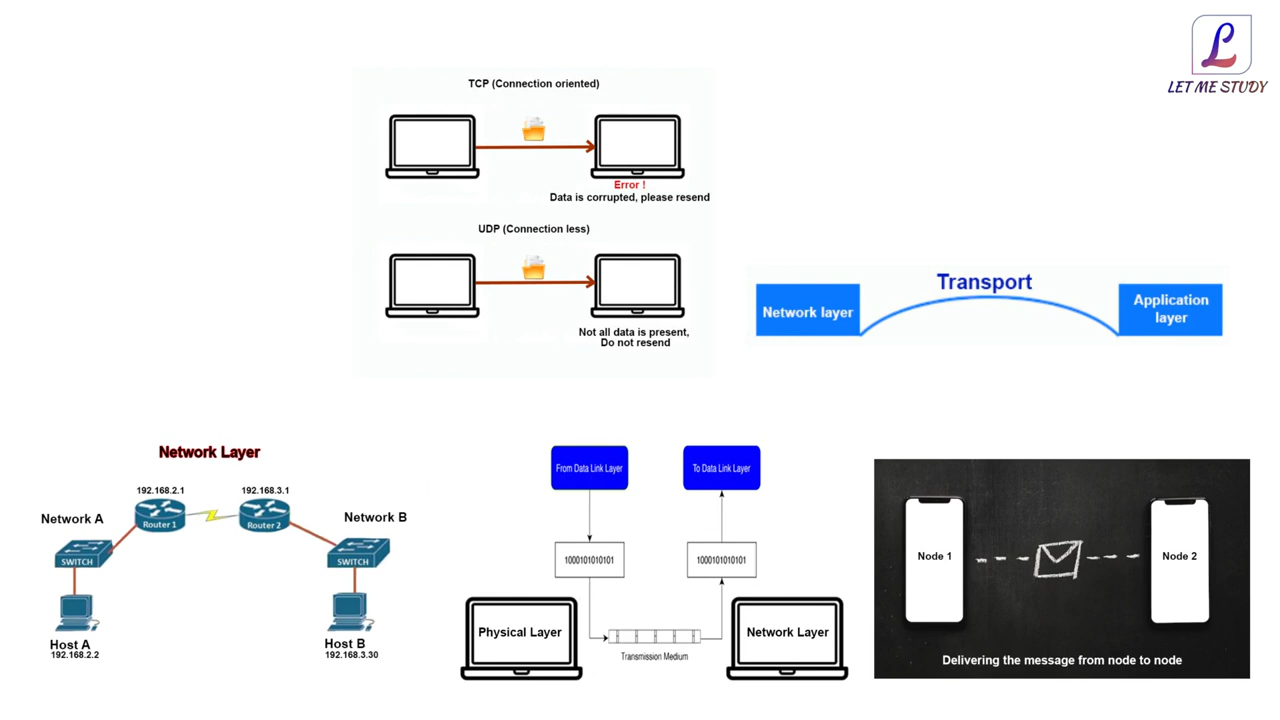 L
LET ME STUDY
TCP (Connection oriented)
Error !
Data is corrupted, please resend
UDP (Connection less)
Not all data is present,
Do not resend
Transport
Network layer
Application
layer
Network Layer
192.168.2.1
192.168.3.1
Router 1
Router 2
Network A
Network B
SWITCH
SWITCH
Host A
192.168.2.2
Host B
192.168.3.30
From Data Link Layer
To Data Link Layer
1000101010101
1000101010101
Physical Layer
Network Layer
Transmission Medium
Node 1
Node 2
Delivering the message from node to node